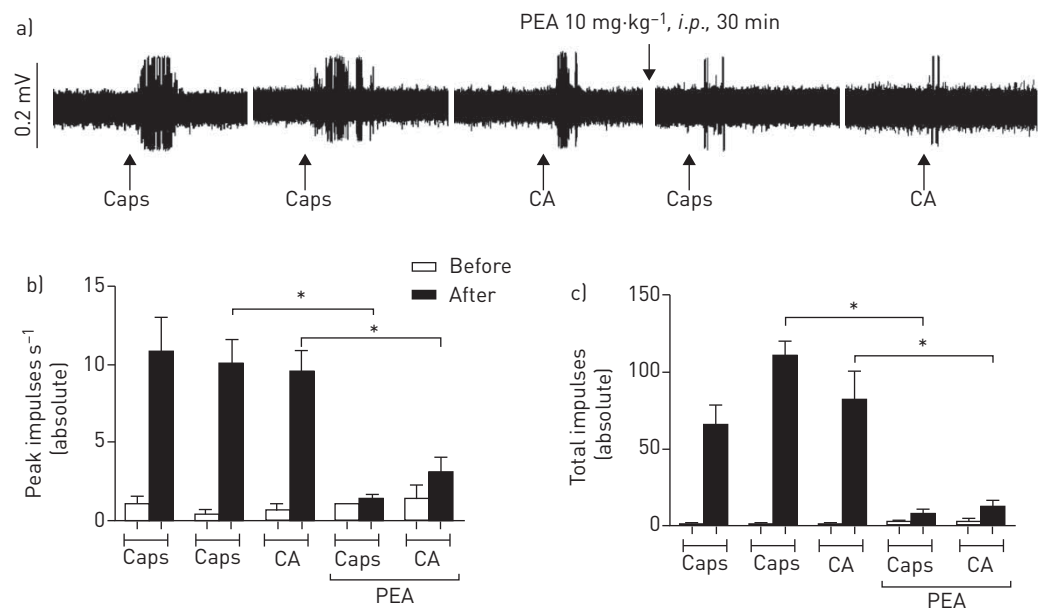 a)
PEA 10 mg·kg⁻¹, i.p., 30 min
0.2 mV
Caps
Caps
CA
Caps
CA
b)
Before
After
Peak impulses s⁻¹
(absolute)
15
10
5
0
*
*
Caps
Caps
CA
Caps
CA
PEA
c)
Total impulses
(absolute)
150
100
50
0
*
*
Caps
Caps
CA
Caps
CA
PEA